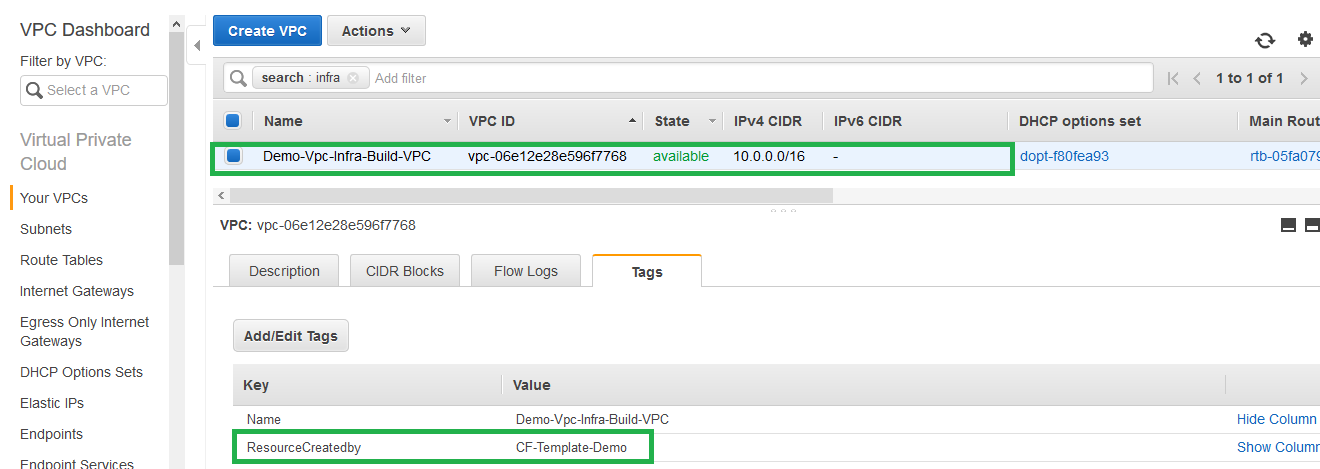 VPC Dashboard
Filter by VPC:
Select a VPC
Virtual Private
Cloud
Your VPCs
Subnets
Route Tables
Internet Gateways
Egress Only Internet
Gateways
DHCP Options Sets
Elastic IPs
Endpoints
Endpoint Services
Create VPC Actions
search : infra Add filter 1 to 1 of 1
Name VPC ID State IPv4 CIDR IPv6 CIDR DHCP options set Main Rout
Demo-Vpc-Infra-Build-VPC vpc-06e12e28e596f7768 available 10.0.0.0/16 - dopt-f80fea93 rtb-05fa079
VPC: vpc-06e12e28e596f7768
Description CIDR Blocks Flow Logs Tags
Add/Edit Tags
Key Value
Name Demo-Vpc-Infra-Build-VPC Hide Column
ResourceCreatedby CF-Template-Demo Show Column